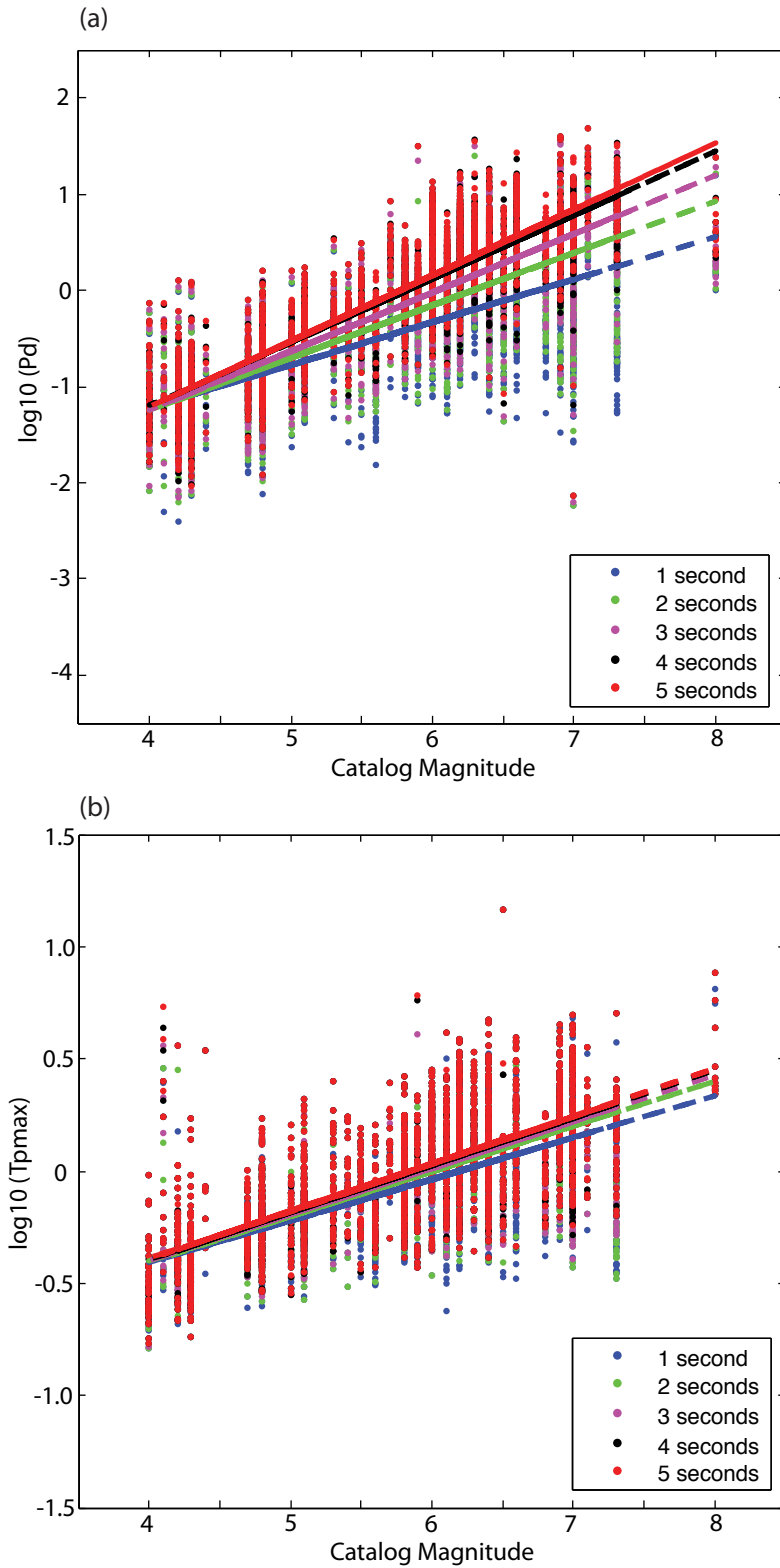 (a)
2
1
0
-1
-2
-3
-4
log10 (Pd)
4 5 6 7 8
Catalog Magnitude
1 second
2 seconds
3 seconds
4 seconds
5 seconds
(b)
1.5
1.0
0.5
0
-0.5
-1.0
-1.5
log10 (Tpmax)
4 5 6 7 8
Catalog Magnitude
1 second
2 seconds
3 seconds
4 seconds
5 seconds